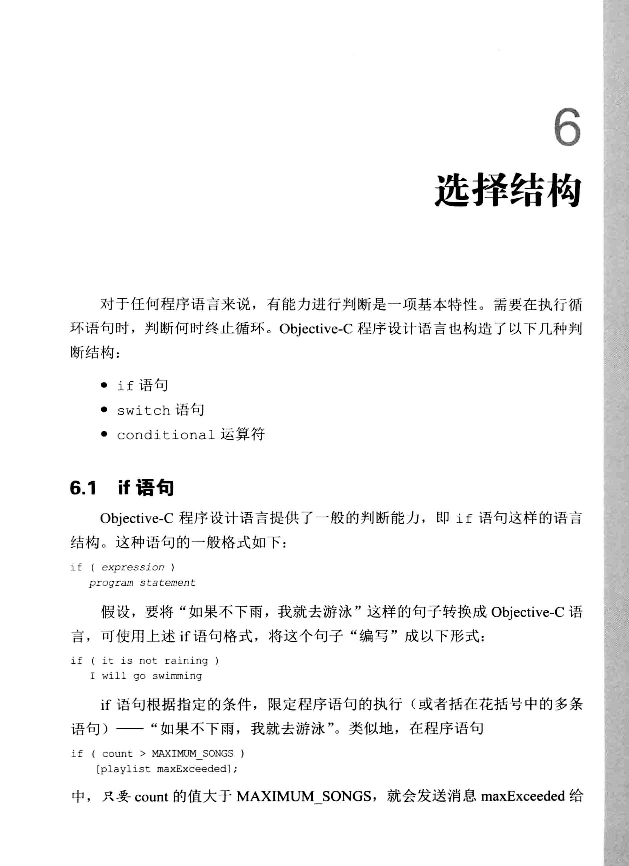 6
选择结构
对于任何程序语言来说，有能力进行判断是一项基本特性。需要在执行循
环语句时，判断何时终止循环。Objective-C 程序设计语言也构造了以下几种判
断结构：
● if 语句
● switch 语句
● conditional 运算符
6.1 if 语句
Objective-C 程序设计语言提供了一般的判断能力，即 if 语句这样的语言
结构。这种语句的一般格式如下：
if ( expression )
program statement
假设，要将“如果不下雨，我就去游泳”这样的句子转换成 Objective-C 语
言，可使用上述 if 语句格式，将这个句子“编写”成以下形式：
if ( it is not raining )
I will go swimming
if 语句根据指定的条件，限定程序语句的执行（或者括在花括号中的多条
语句）——“如果不下雨，我就去游泳”。类似地，在程序语句
if ( count > MAXIMUM_SONGS )
[playlist maxExceeded];
中，只要 count 的值大于 MAXIMUM_SONGS，就会发送消息 maxExceeded 给